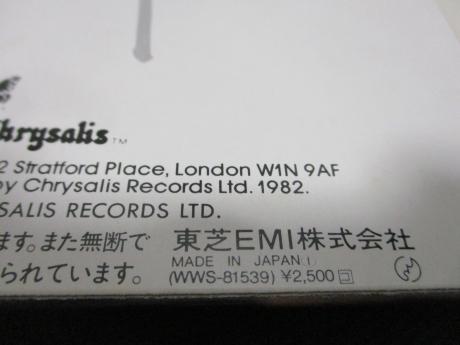 Chrysalis TM
2 Stratford Place, London W1N 9AF
by Chrysalis Records Ltd. 1982.
SALIS RECORDS LTD.
ます。また無断で 東芝EMI株式会社
られています。 MADE IN JAPAN(I)
(WWS-81539) ¥2,500 ロ